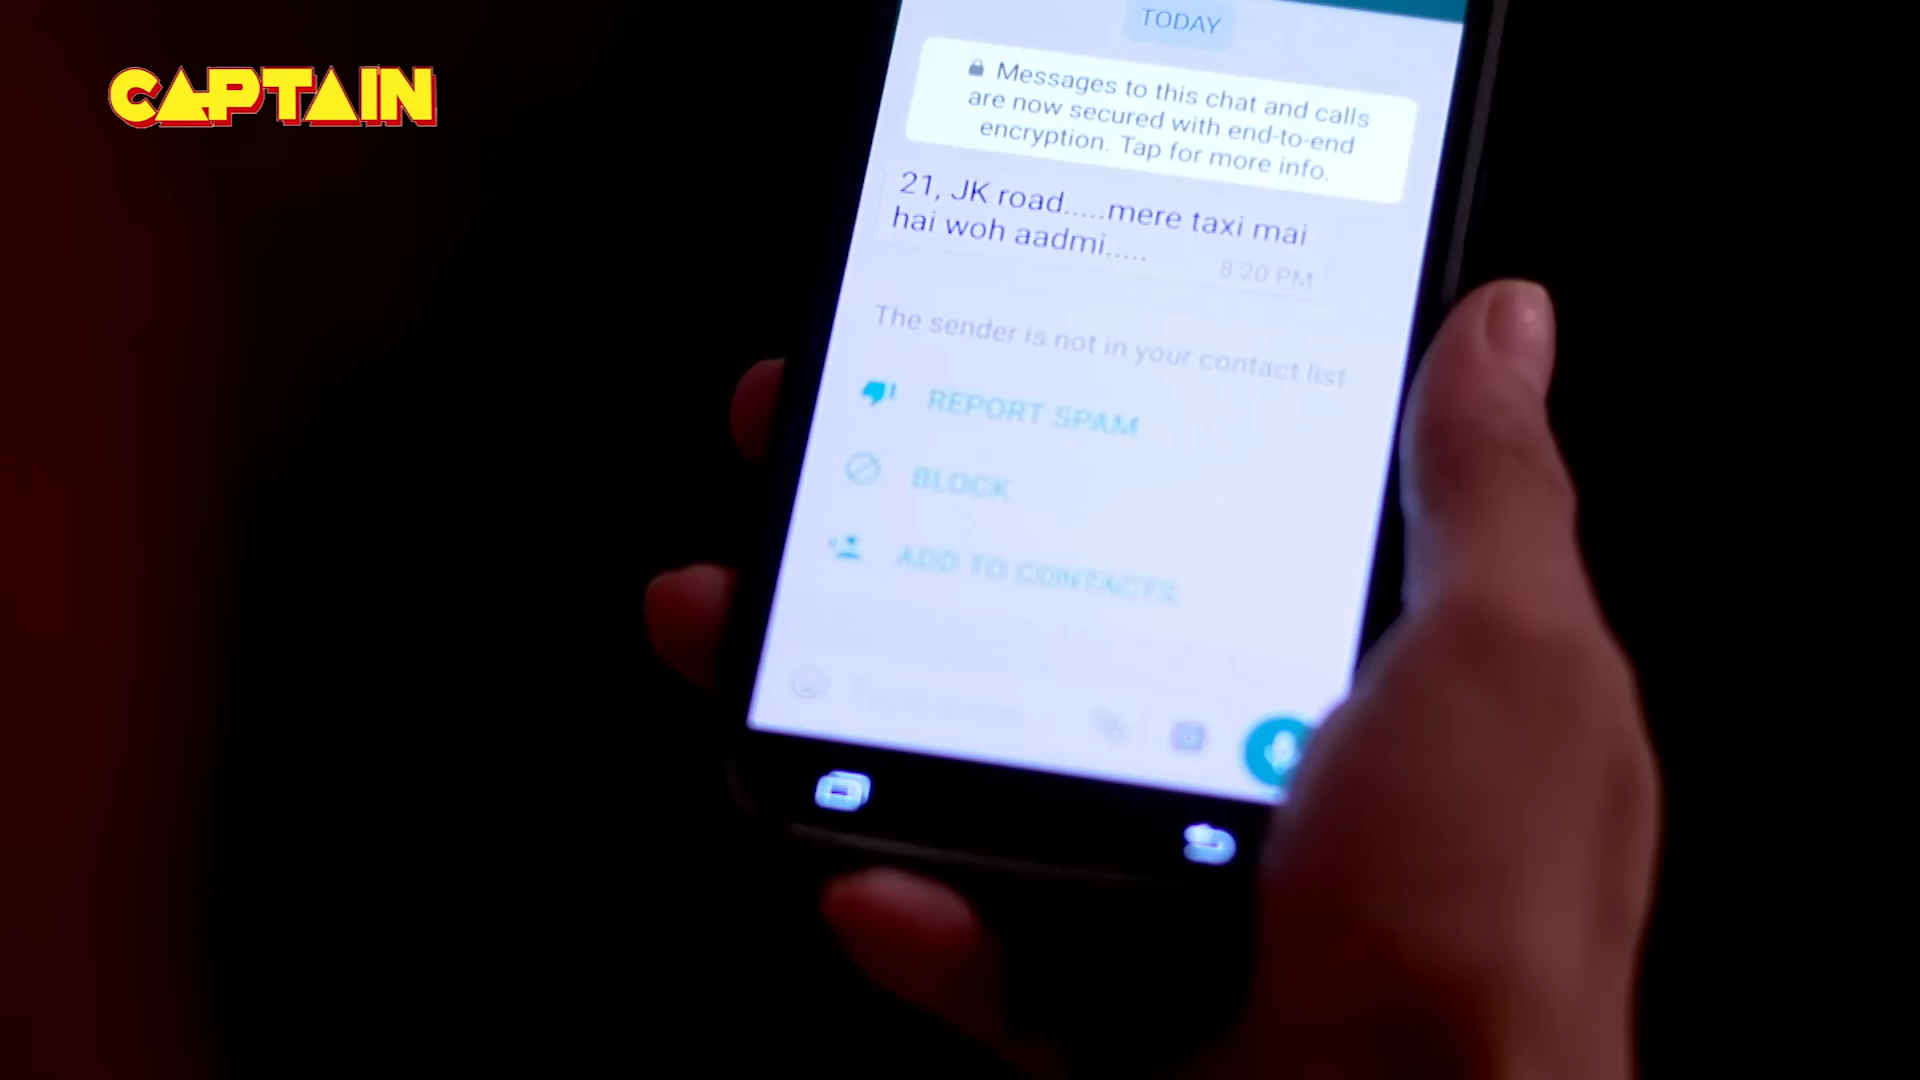 CAPTAIN
TODAY
Messages to this chat and calls
are now secured with end-to-end
encryption. Tap for more info.
21, JK road.....mere taxi mai
hai woh aadmi.....
8:20 PM
The sender is not in your contact list
REPORT SPAM
BLOCK
ADD TO CONTACTS